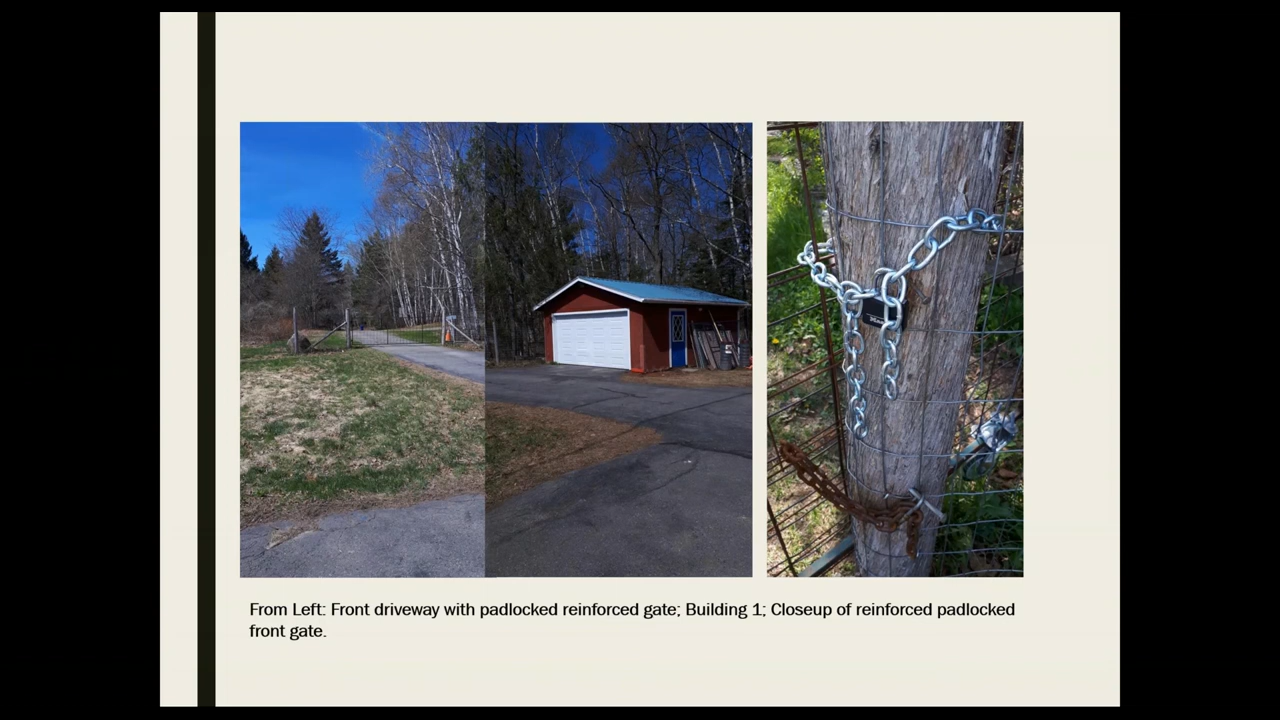 From Left: Front driveway with padlocked reinforced gate; Building 1; Closeup of reinforced padlocked
front gate.